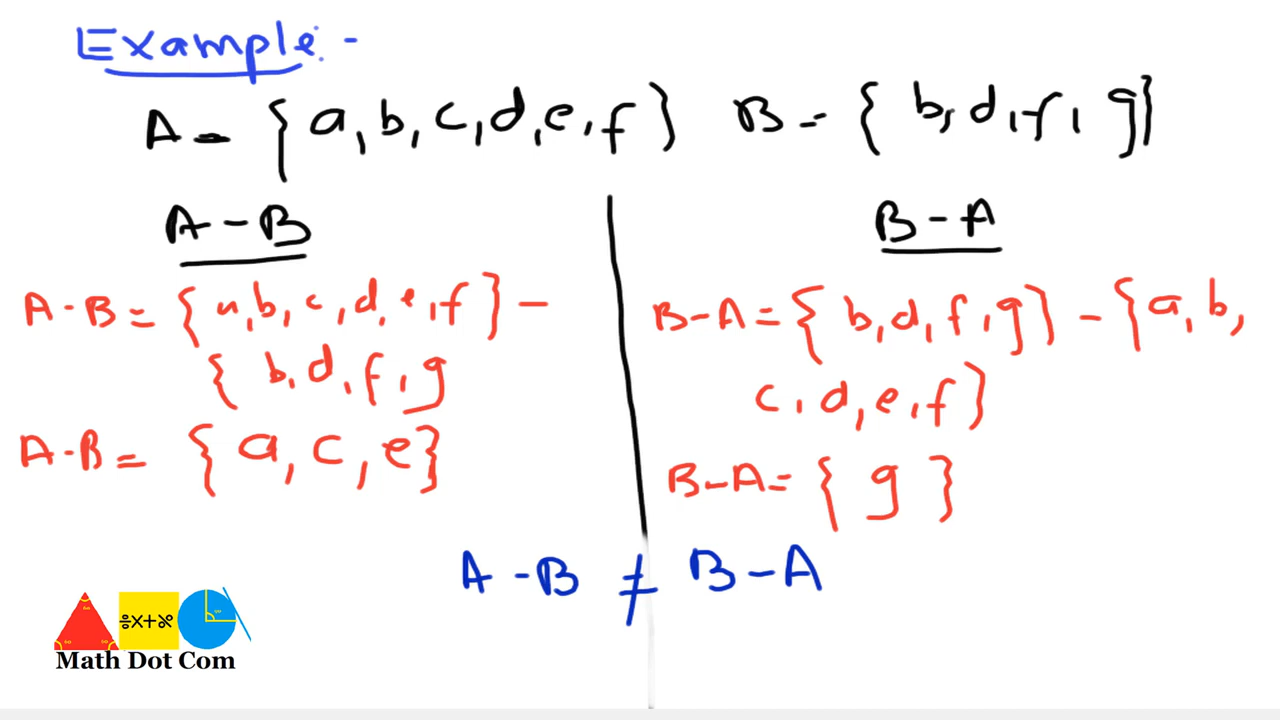 Example: -
A = { a, b, c, d, e, f } B = { b, d, f, g }
A - B
A - B = { a, b, c, d, e, f } -
{ b, d, f, g
A - B = { a, c, e }
B - A
B - A = { b, d, f, g } - { a, b,
c, d, e, f }
B - A = { g }
A - B ≠ B - A
÷x+%
Math Dot Com